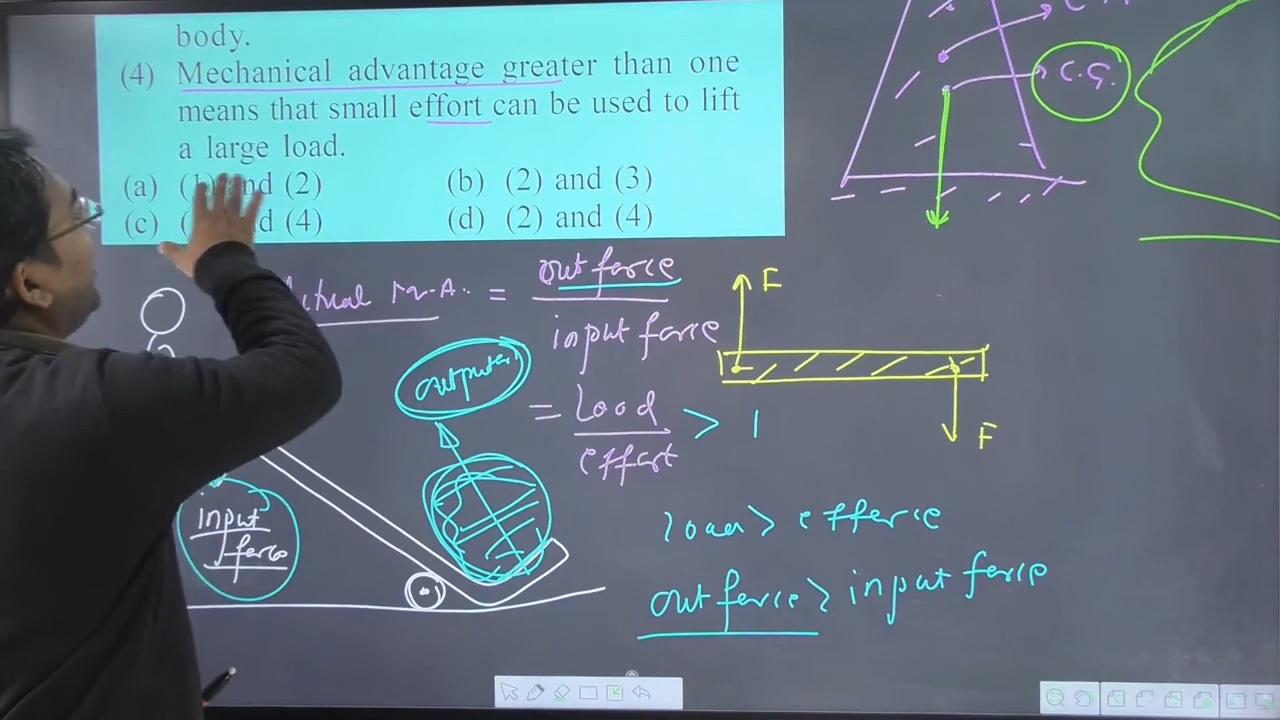 body.
(4) Mechanical advantage greater than one
means that small effort can be used to lift
a large load.
(a) and (2) (b) (2) and (3)
(c) (4) (d) (2) and (4)
C.G.
M.A. = out force
input force
= Load
effort > 1
output
input
force
F
F
load >
out force > input force